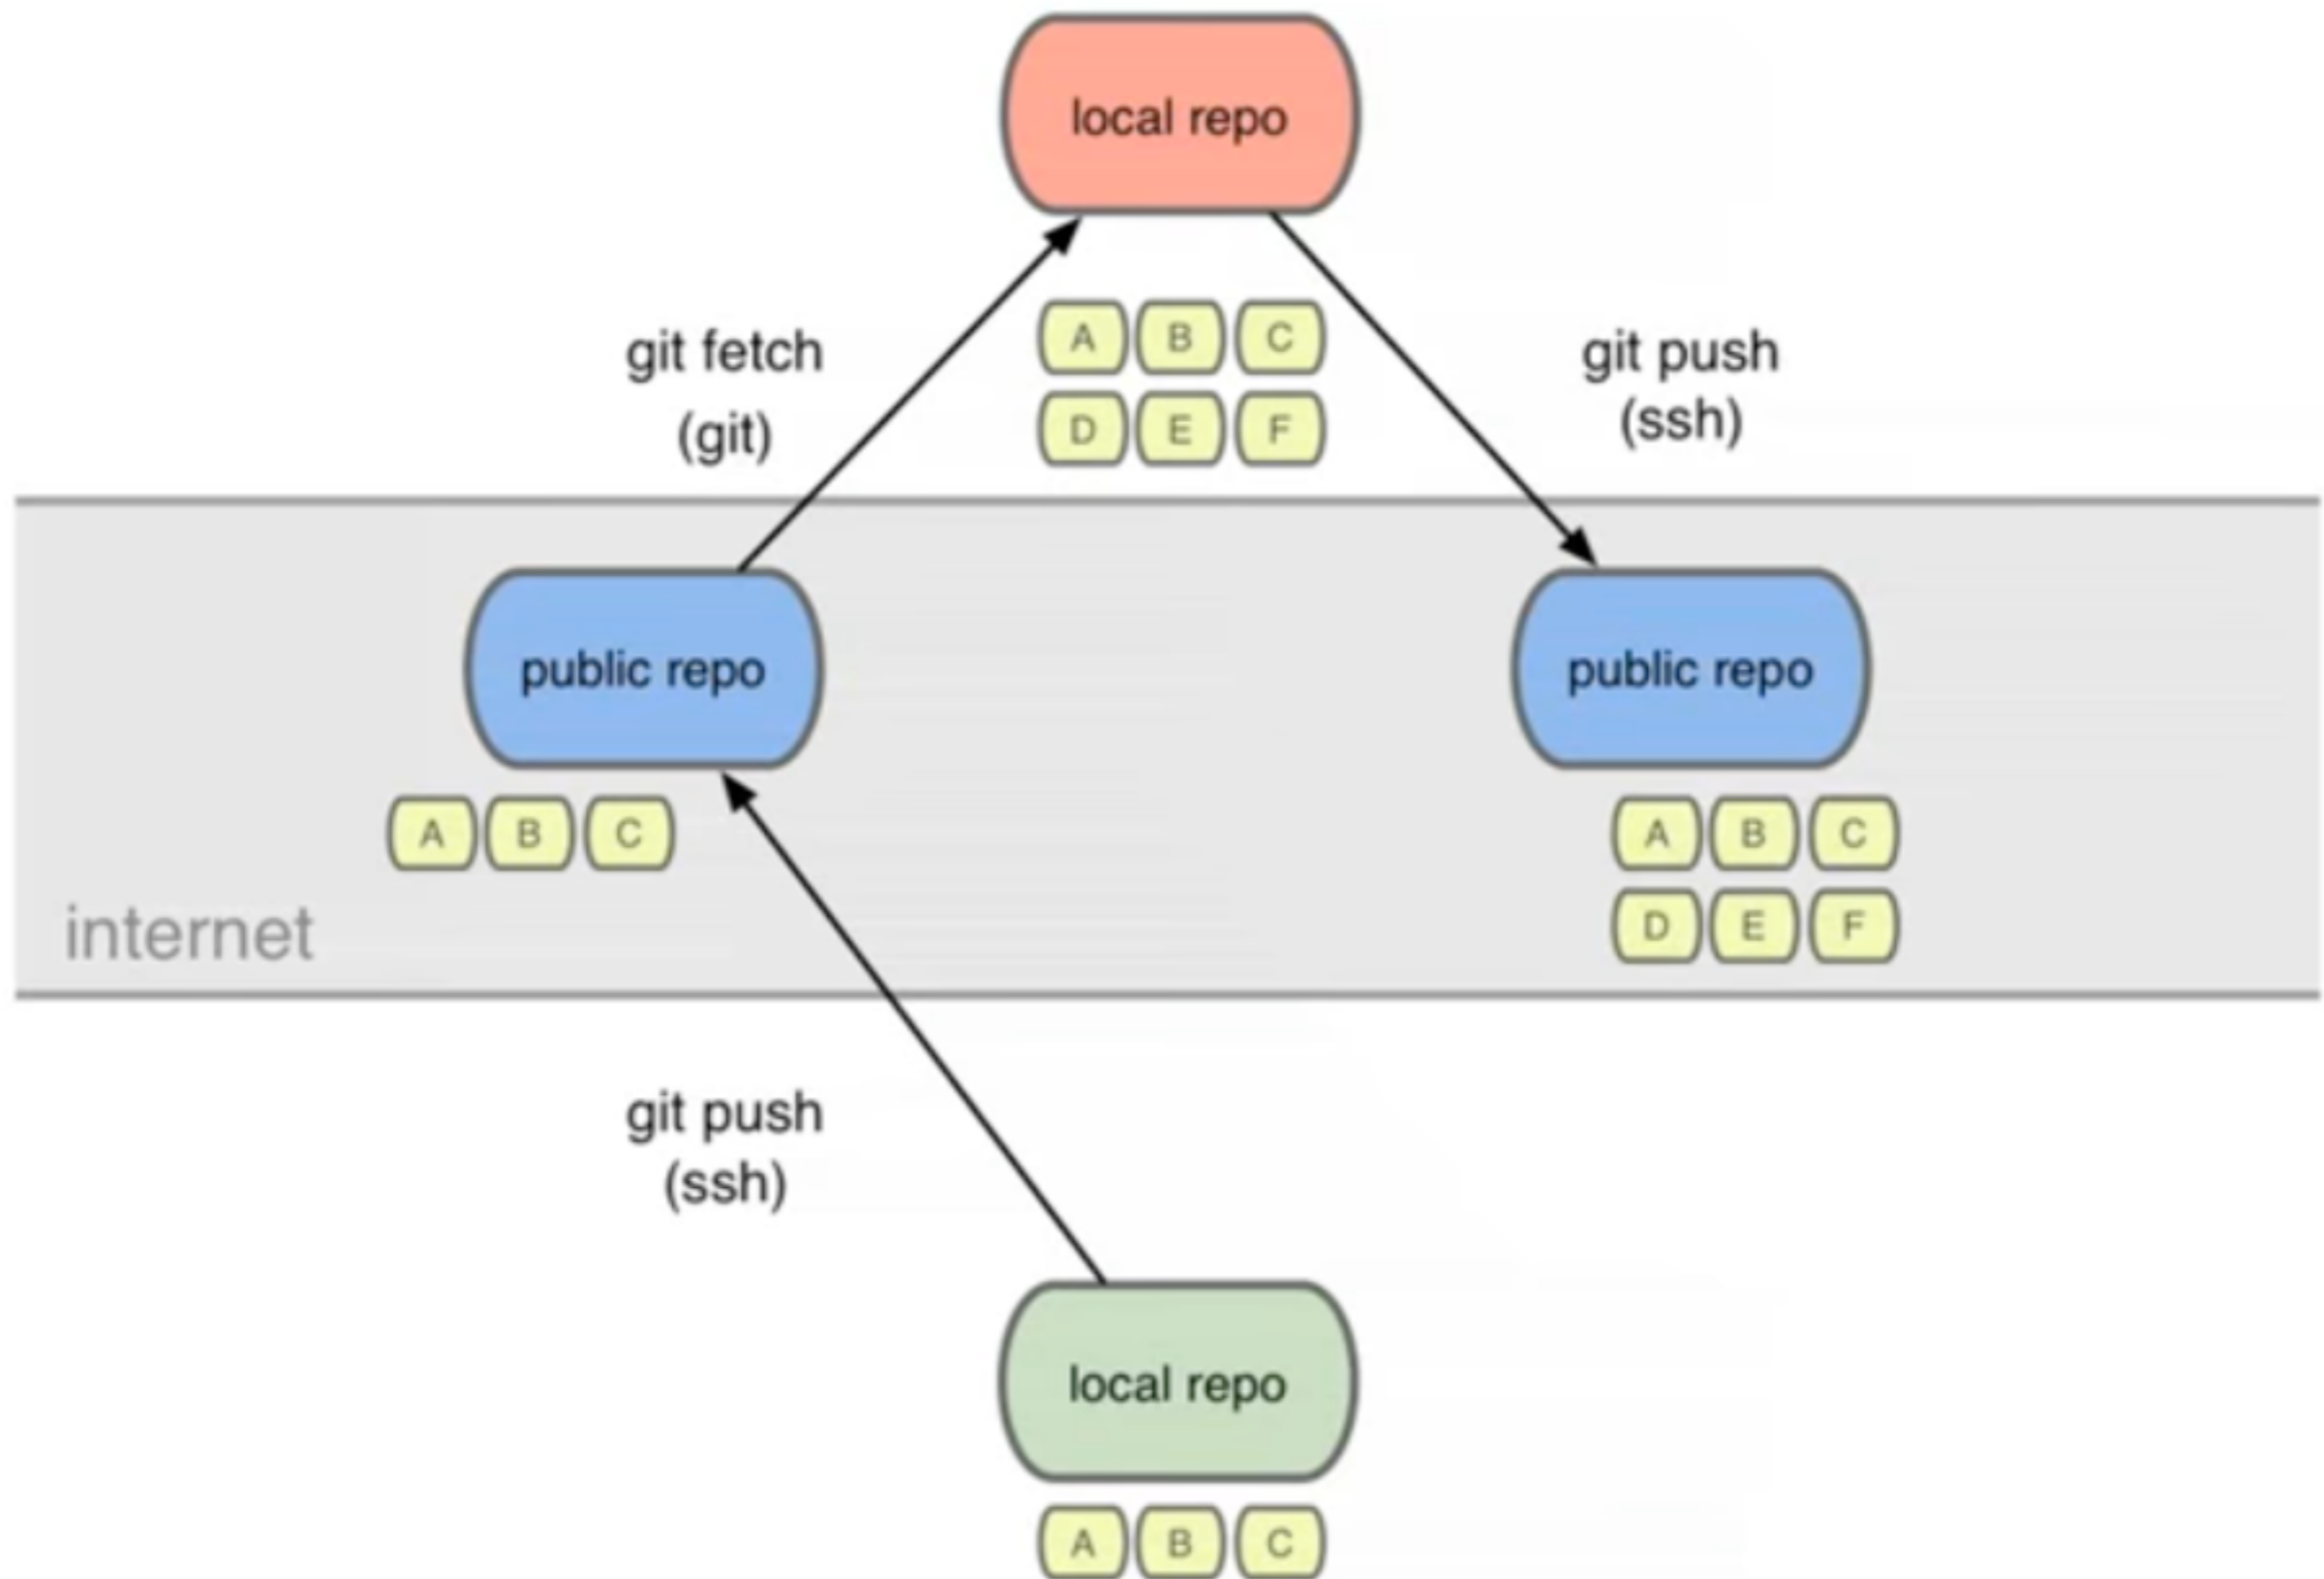 local repo
git fetch
(git)
A B C
D E F
git push
(ssh)
public repo
public repo
A B C
A B C
D E F
internet
git push
(ssh)
local repo
A B C